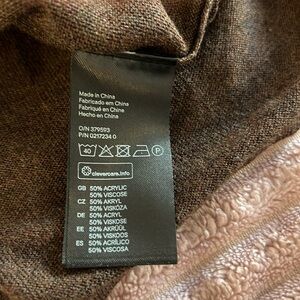 Made in China
Fabricado em China
Fabriqué en Chine
Hecho en China
O/N 379593
P/N 0217234 0
40 P
clevercare.info
GB 50% ACRYLIC
50% VISCOSE
CZ 50% AKRYL
50% VISKÓZA
DE 50% ACRYL
50% VISKOSE
EE 50% AKRÜÜL
50% VISKOOS
ES 50% ACRÍLICO
50% VISCOSA